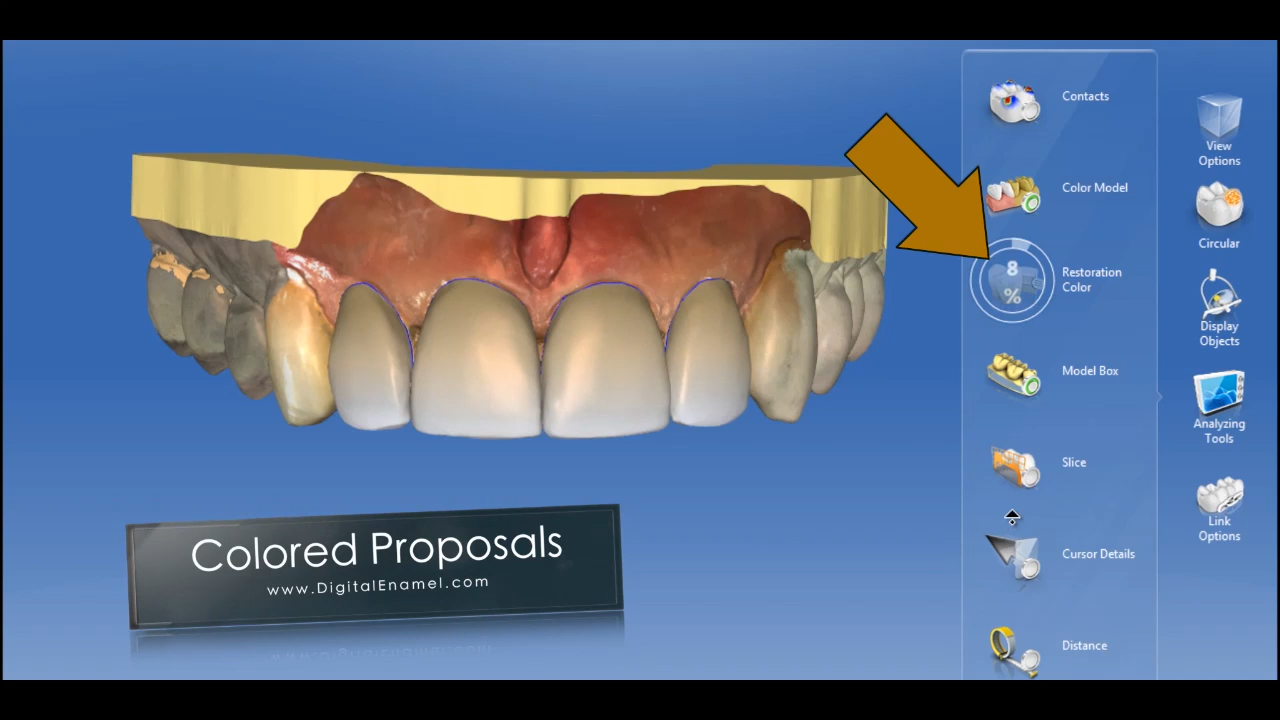 Contacts
Color Model
8
%
Restoration
Color
Model Box
Slice
Cursor Details
Distance
View
Options
Circular
Display
Objects
Analyzing
Tools
Link
Options
Colored Proposals
www.DigitalEnamel.com